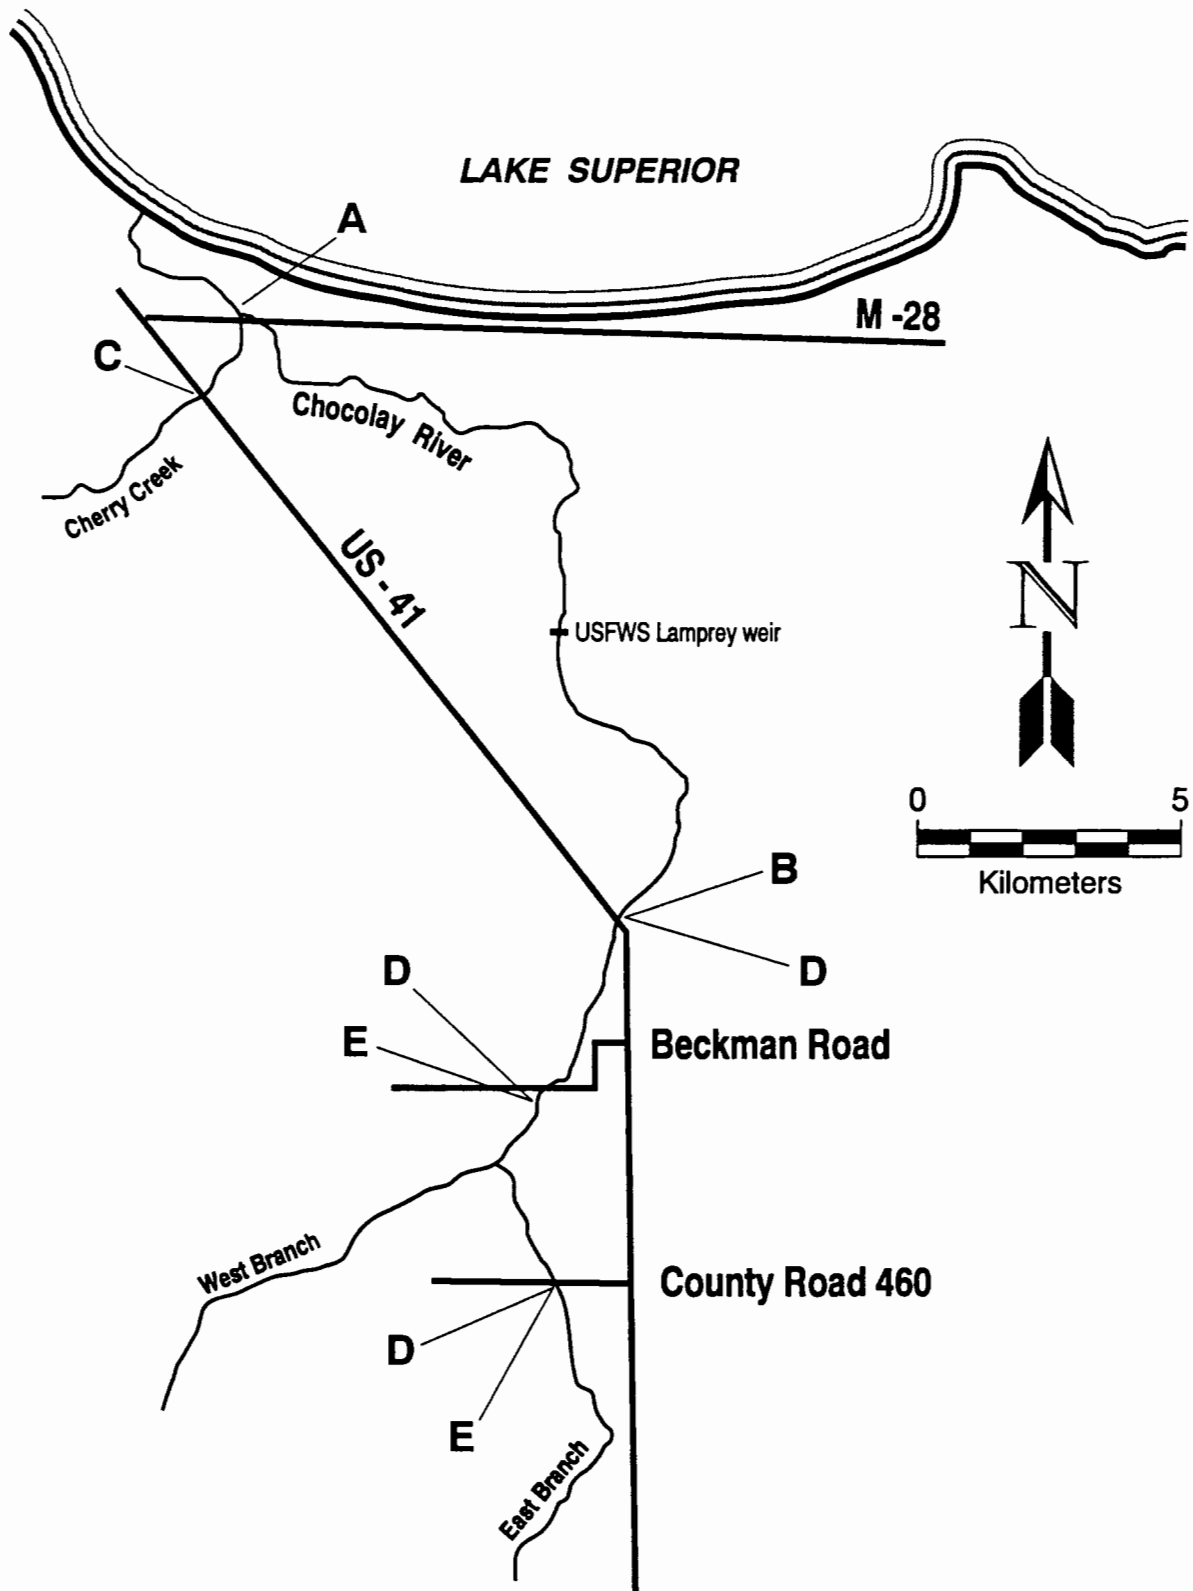 LAKE SUPERIOR
A
M -28
C
Chocolay River
Cherry Creek
US - 41
N
USFWS Lamprey weir
0 5
Kilometers
B
D
D
E
Beckman Road
West Branch
County Road 460
D
E
East Branch